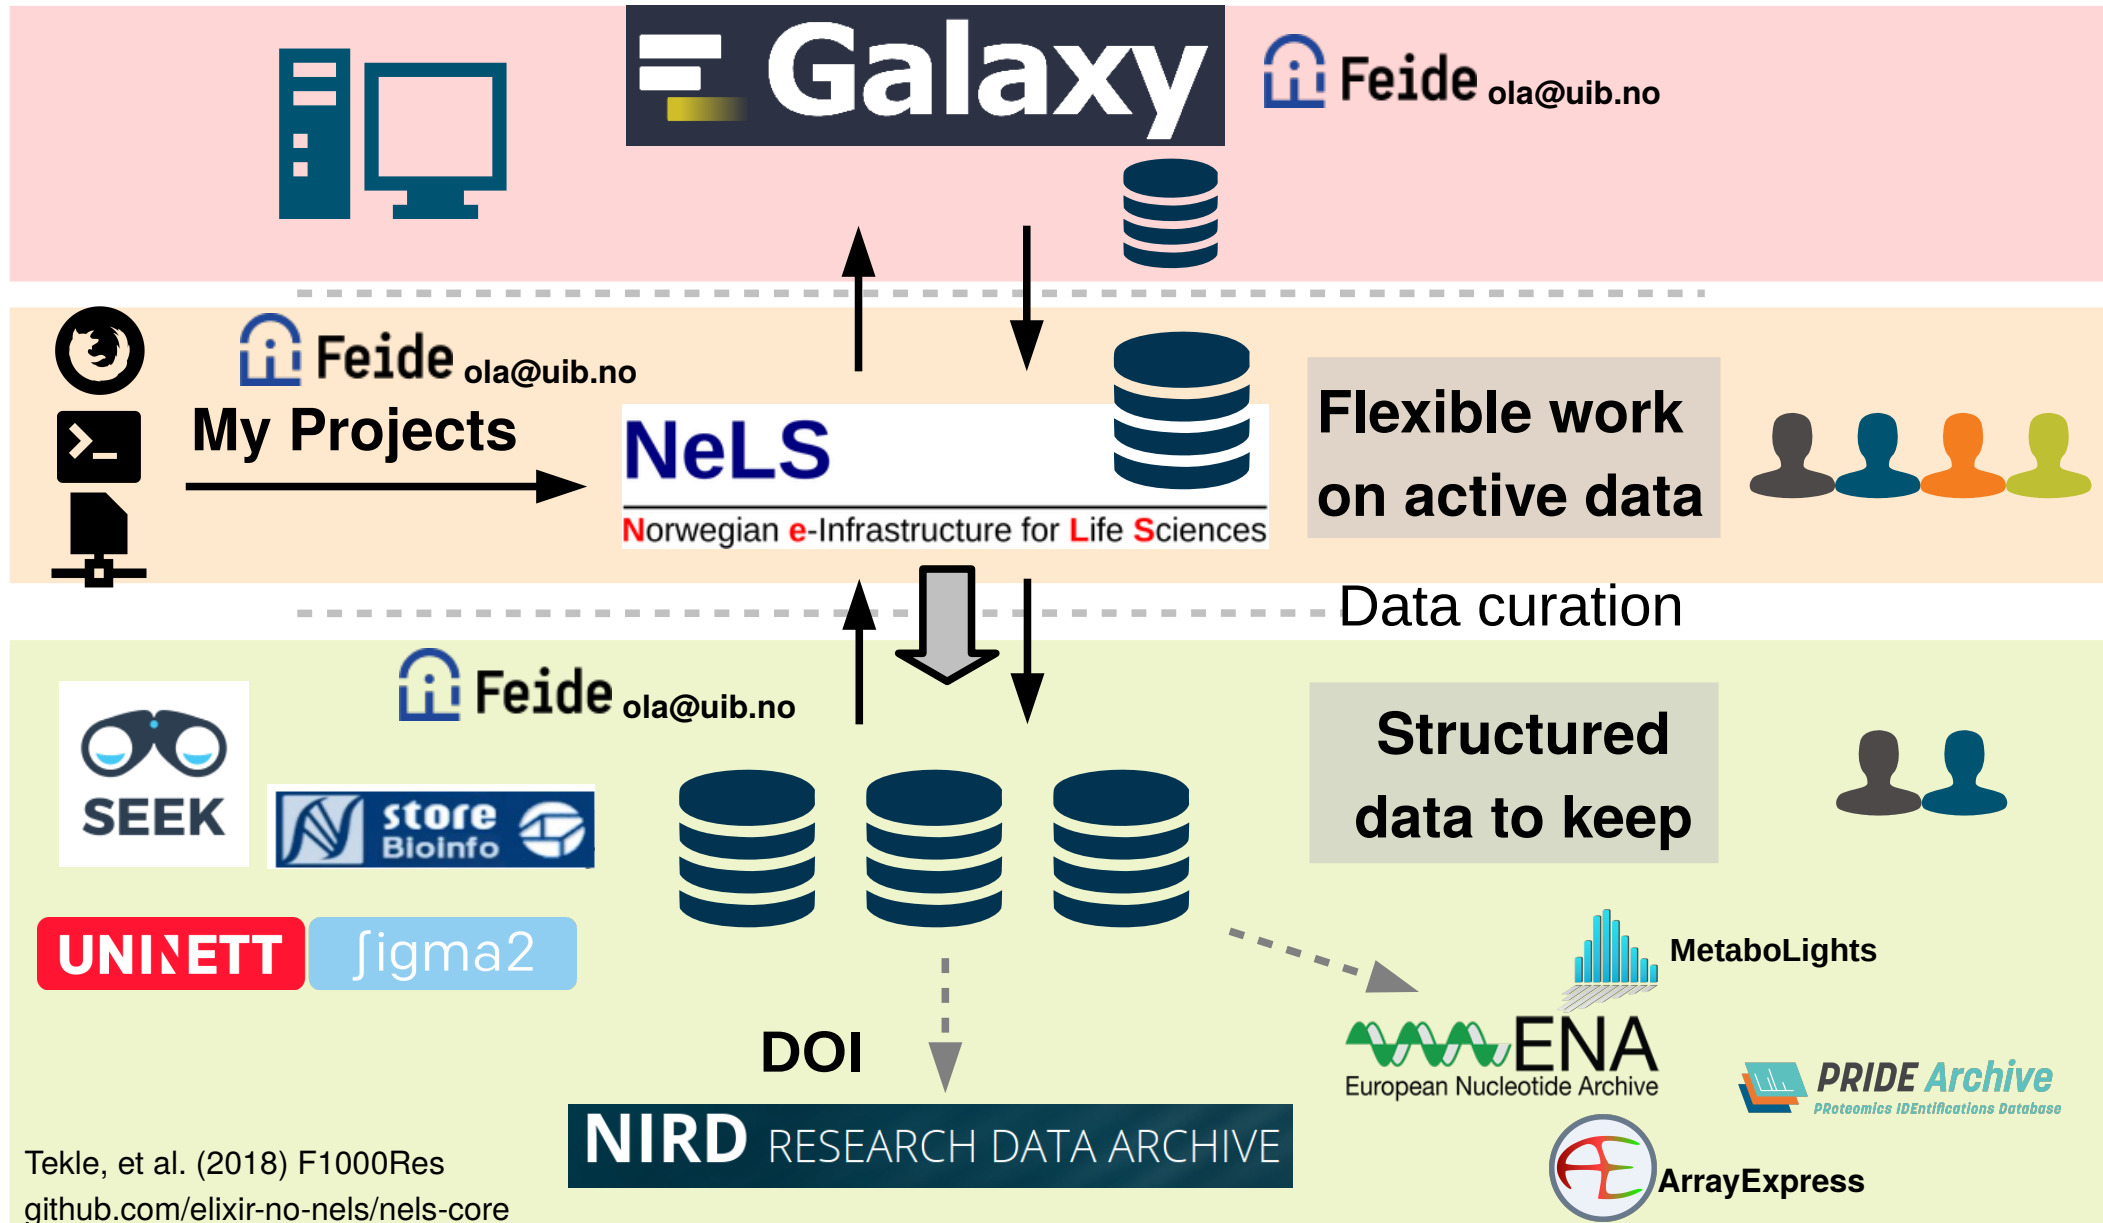 Galaxy
Feide ola@uib.no
Feide ola@uib.no
My Projects
NeLS
Norwegian e-Infrastructure for Life Sciences
Flexible work
on active data
Data curation
Feide ola@uib.no
SEEK
store
Bioinfo
Structured
data to keep
UNINETT
ʃigma2
MetaboLights
DOI
ENA
European Nucleotide Archive
PRIDE Archive
PRoteomics IDEntifications Database
NIRD RESEARCH DATA ARCHIVE
ArrayExpress
Tekle, et al. (2018) F1000Res
github.com/elixir-no-nels/nels-core